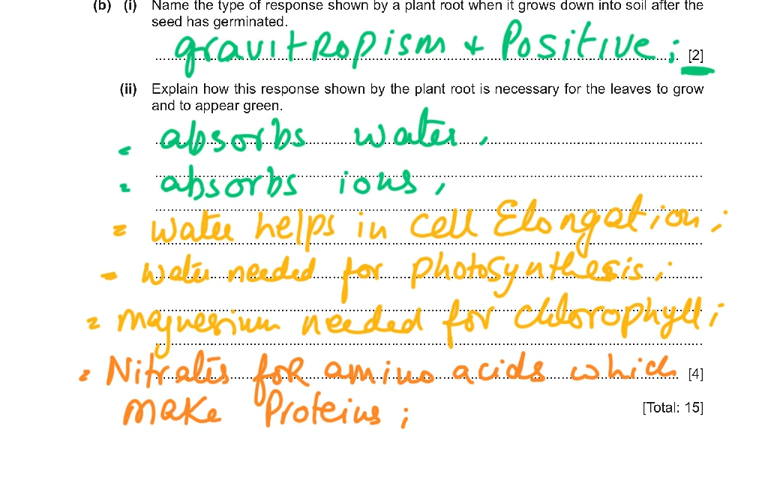 (b) (i) Name the type of response shown by a plant root when it grows down into soil after the
seed has germinated.
gravitropism + Positive; [2]
(ii) Explain how this response shown by the plant root is necessary for the leaves to grow
and to appear green.
- absorbs water,
- absorbs ions,
- water helps in cell Elongation;
- water needed for photosynthesis;
- magnesium needed for chlorophyll;
- Nitrates for amino acids which [4]
make Proteins;
[Total: 15]